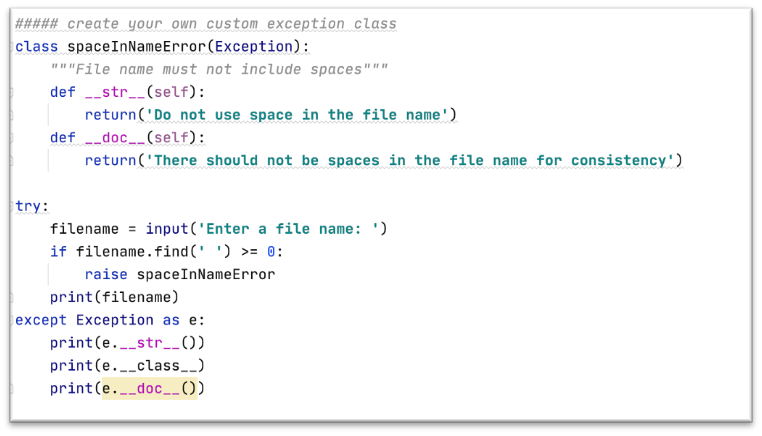 ##### create your own custom exception class
class spaceInNameError(Exception):
    """File name must not include spaces"""
    def __str__(self):
        return('Do not use space in the file name')
    def __doc__(self):
        return('There should not be spaces in the file name for consistency')

try:
    filename = input('Enter a file name: ')
    if filename.find(' ') >= 0:
        raise spaceInNameError
    print(filename)
except Exception as e:
    print(e.__str__())
    print(e.__class__)
    print(e.__doc__())